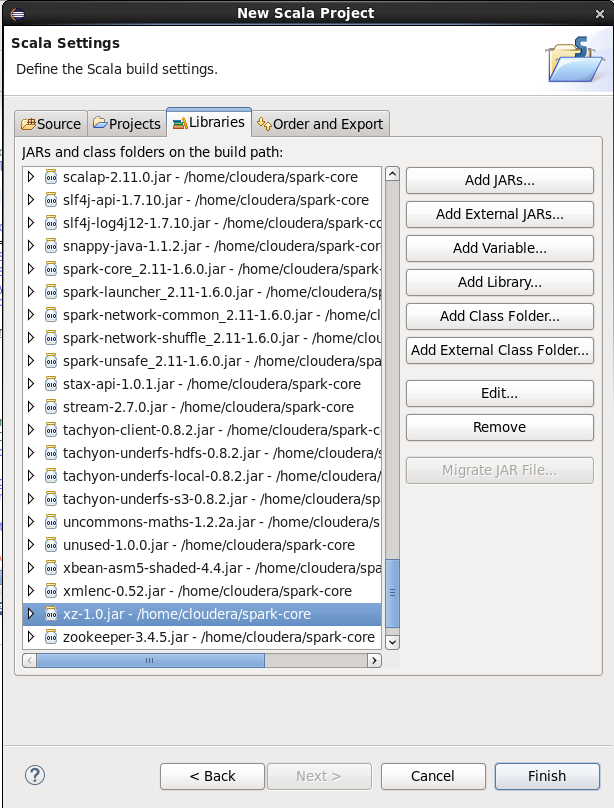 New Scala Project
Scala Settings
Define the Scala build settings.
Source Projects Libraries Order and Export
JARs and class folders on the build path:
scalap-2.11.0.jar - /home/cloudera/spark-core
slf4j-api-1.7.10.jar - /home/cloudera/spark-core
slf4j-log4j12-1.7.10.jar - /home/cloudera/spark-cc
snappy-java-1.1.2.jar - /home/cloudera/spark-cor
spark-core_2.11-1.6.0.jar - /home/cloudera/spark-
spark-launcher_2.11-1.6.0.jar - /home/cloudera/sp
spark-network-common_2.11-1.6.0.jar - /home/cl
spark-network-shuffle_2.11-1.6.0.jar - /home/clou
spark-unsafe_2.11-1.6.0.jar - /home/cloudera/spa
stax-api-1.0.1.jar - /home/cloudera/spark-core
stream-2.7.0.jar - /home/cloudera/spark-core
tachyon-client-0.8.2.jar - /home/cloudera/spark-c
tachyon-underfs-hdfs-0.8.2.jar - /home/cloudera/s
tachyon-underfs-local-0.8.2.jar - /home/cloudera/
tachyon-underfs-s3-0.8.2.jar - /home/cloudera/sp
uncommons-maths-1.2.2a.jar - /home/cloudera/s
unused-1.0.0.jar - /home/cloudera/spark-core
xbean-asm5-shaded-4.4.jar - /home/cloudera/spa
xmlenc-0.52.jar - /home/cloudera/spark-core
xz-1.0.jar - /home/cloudera/spark-core
zookeeper-3.4.5.jar - /home/cloudera/spark-core
Add JARs...
Add External JARs...
Add Variable...
Add Library...
Add Class Folder...
Add External Class Folder...
Edit...
Remove
Migrate JAR File...
? < Back Next > Cancel Finish